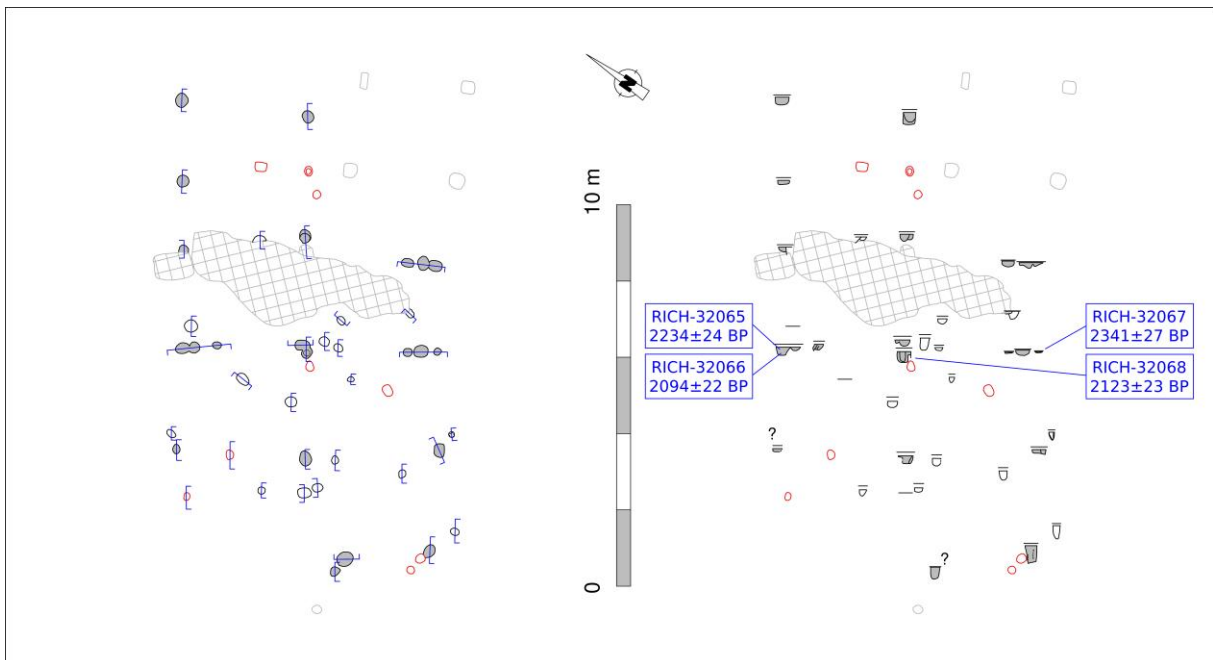 N
10 m
0
RICH-32065
2234±24 BP
RICH-32066
2094±22 BP
RICH-32067
2341±27 BP
RICH-32068
2123±23 BP
?
?